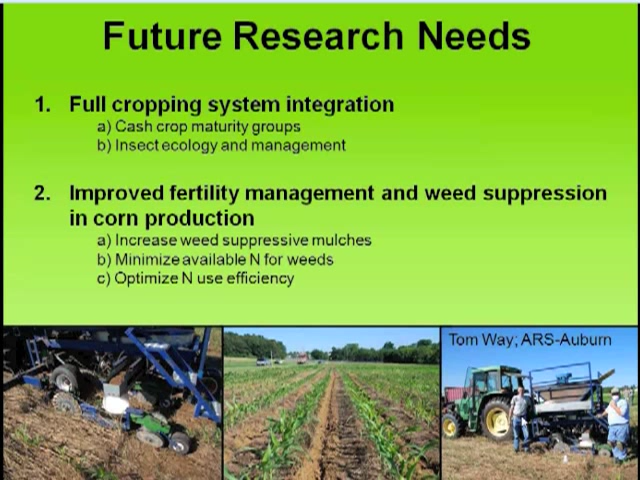 Future Research Needs
1. Full cropping system integration
a) Cash crop maturity groups
b) Insect ecology and management
2. Improved fertility management and weed suppression
in corn production
a) Increase weed suppressive mulches
b) Minimize available N for weeds
c) Optimize N use efficiency
Tom Way; ARS-Auburn